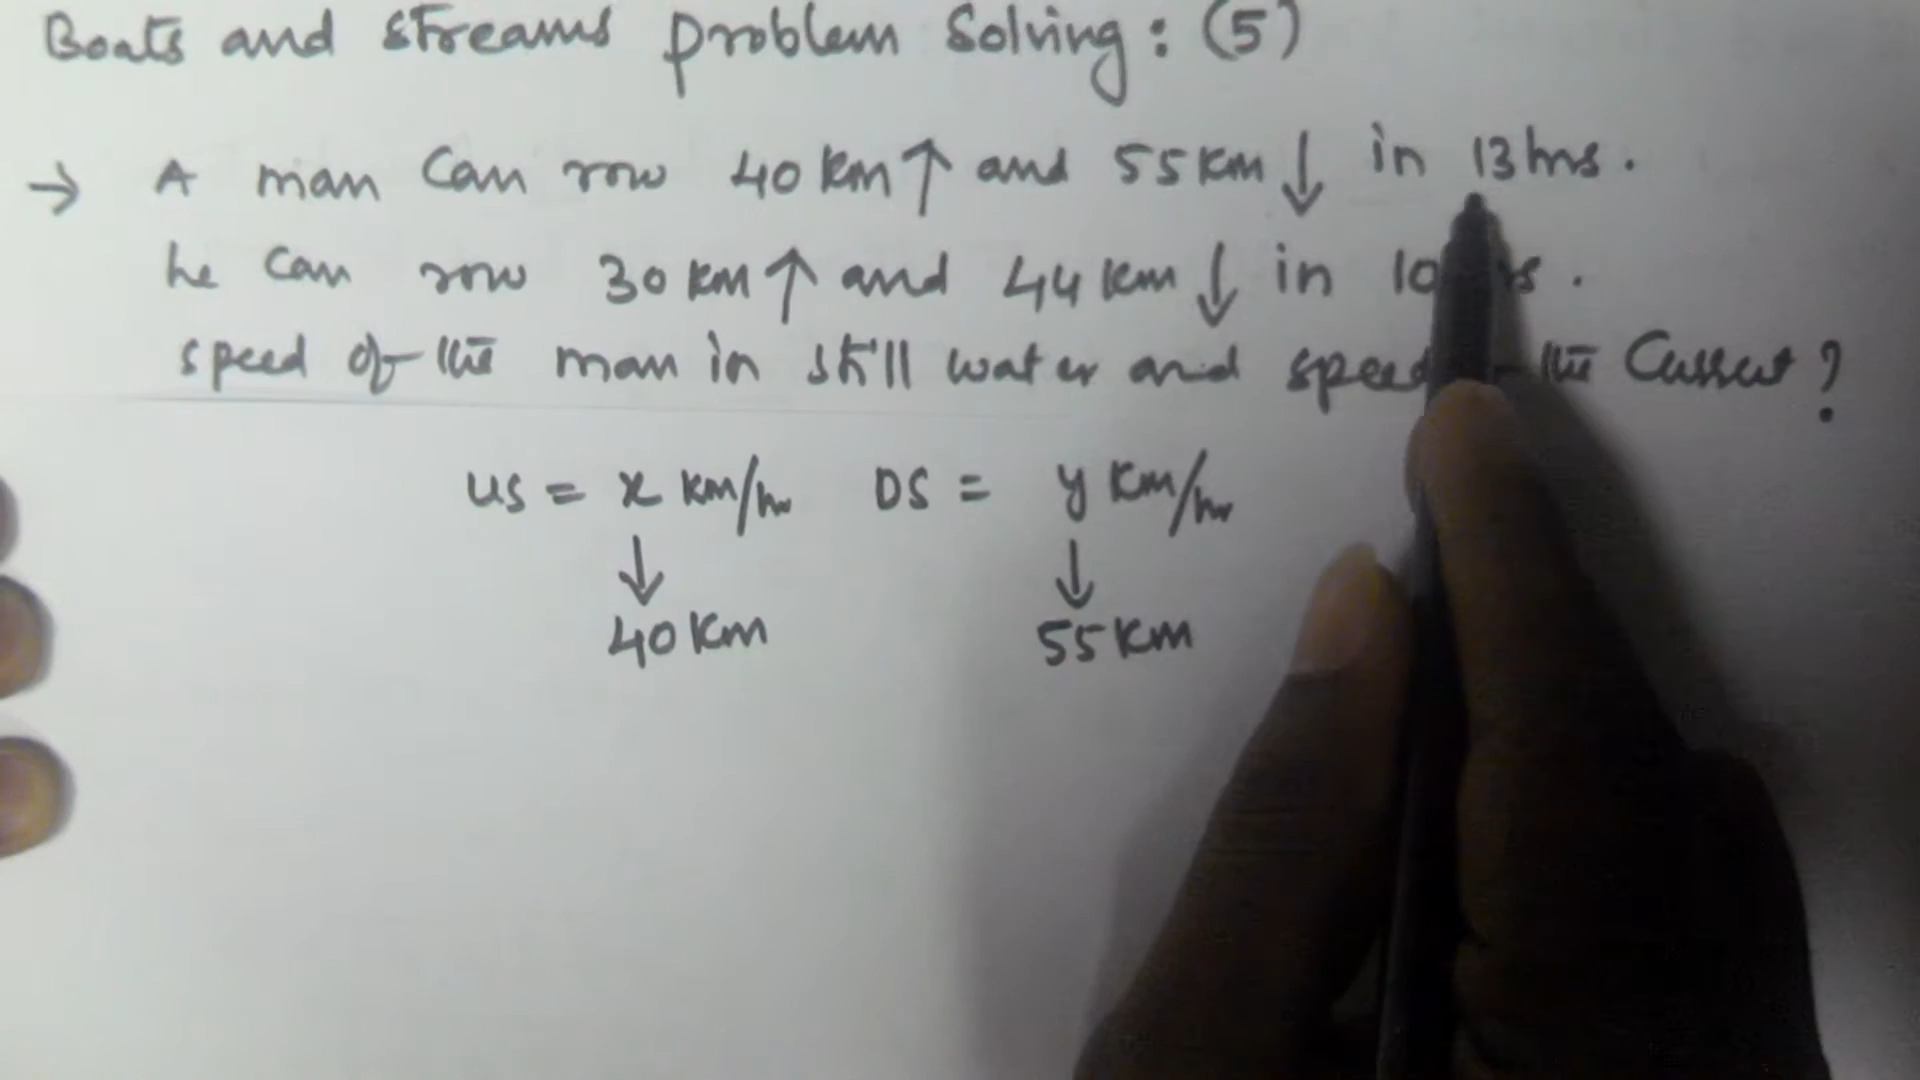 Boats and streams problem solving: (5)
→ A man can row 40 km ↑ and 55 km ↓ in 13 hrs.
he can row 30 km ↑ and 44 km ↓ in 10 .
speed of the man in still water and speed the current?
US = x km/hr DS = y km/hr
↓ ↓
40 km 55 km